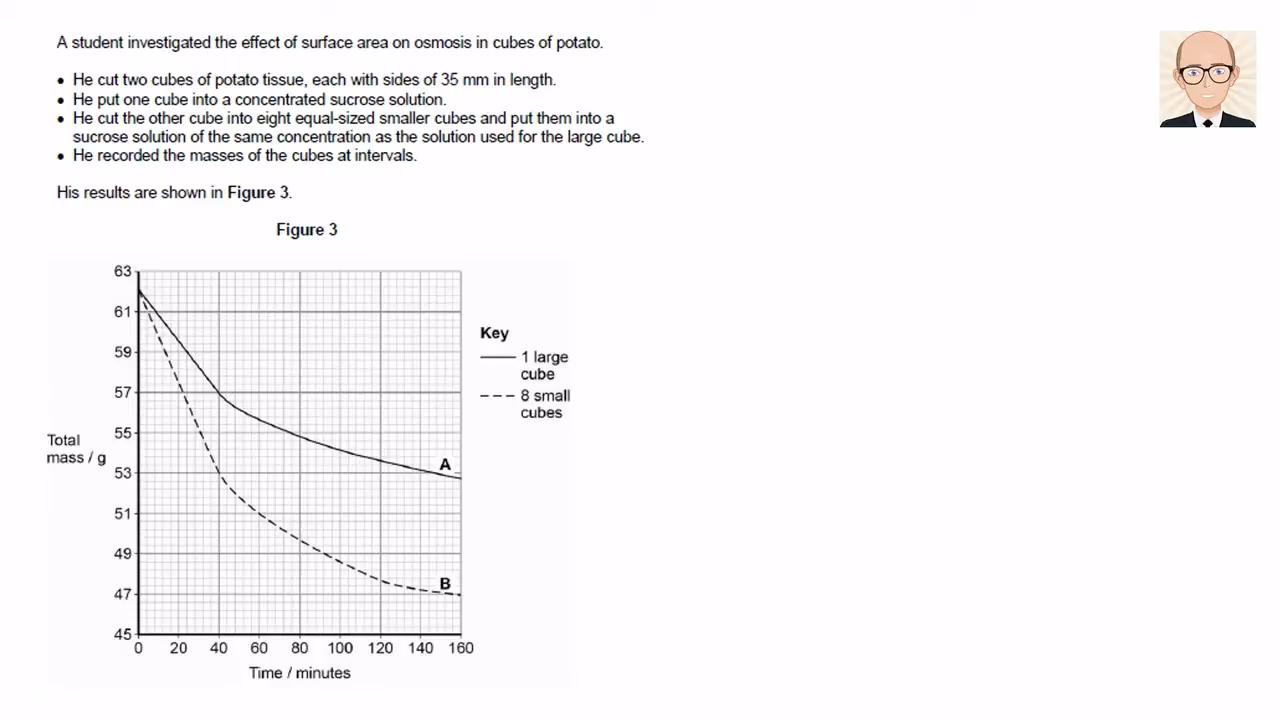 A student investigated the effect of surface area on osmosis in cubes of potato.
• He cut two cubes of potato tissue, each with sides of 35 mm in length.
• He put one cube into a concentrated sucrose solution.
• He cut the other cube into eight equal-sized smaller cubes and put them into a
sucrose solution of the same concentration as the solution used for the large cube.
• He recorded the masses of the cubes at intervals.
His results are shown in Figure 3.
Figure 3
63
61
59
57
55
53
51
49
47
45
Total
mass / g
A
B
Key
1 large
cube
8 small
cubes
0 20 40 60 80 100 120 140 160
Time / minutes